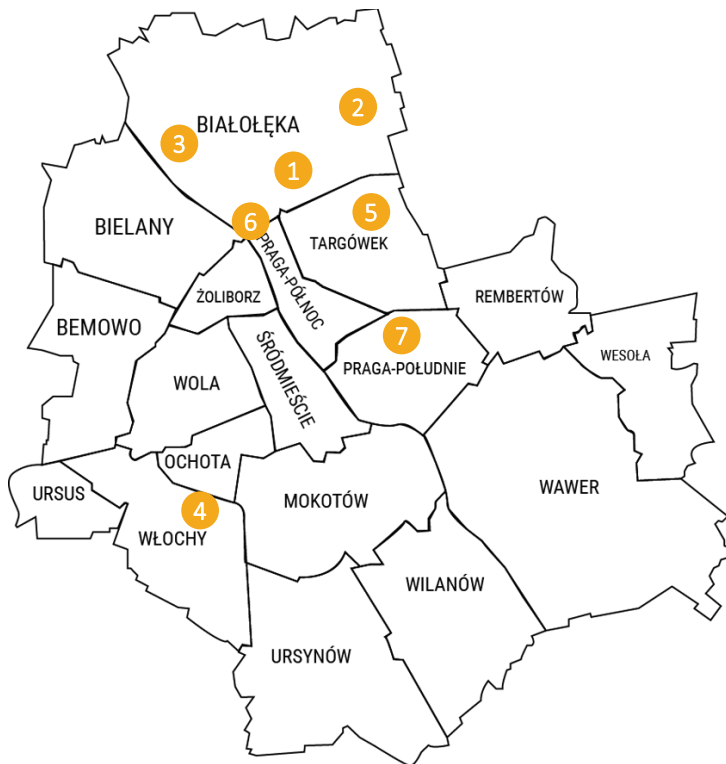 2
BIAŁOŁĘKA
3
1
5
6
BIELANY
TARGÓWEK
PRAGA-PÓŁNOC
ŻOLIBORZ
REMBERTÓW
BEMOWO
7
WESOŁA
ŚRÓDMIEŚCIE
PRAGA-POŁUDNIE
WOLA
OCHOTA
URSUS
MOKOTÓW
WAWER
4
WŁOCHY
WILANÓW
URSYNÓW